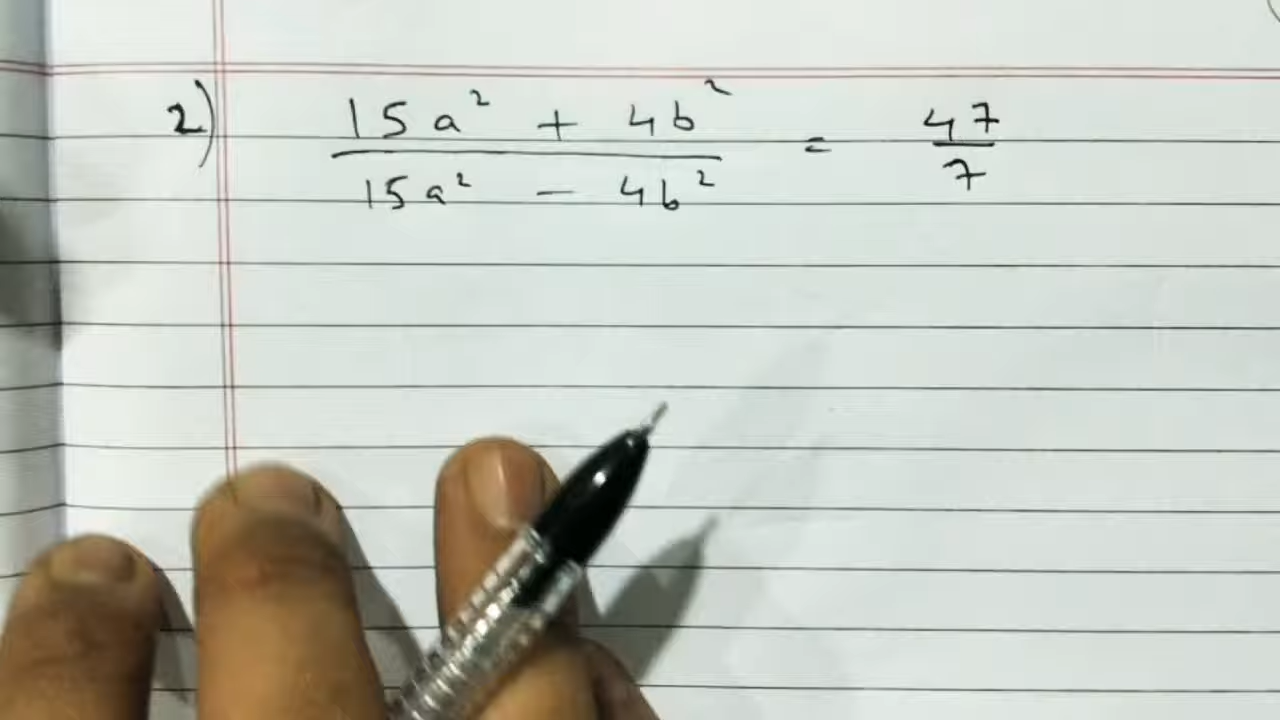 2) 15a² + 4b² / 15a² - 4b² = 47/7